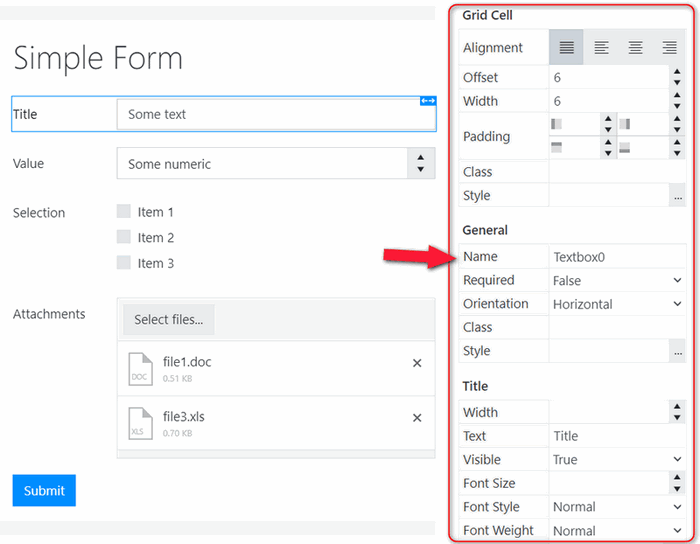 Simple Form
Title
Some text
Value
Some numeric
Selection
Item 1
Item 2
Item 3
Attachments
Select files...
DOC
file1.doc
0.51 KB
XLS
file3.xls
0.70 KB
Submit
Grid Cell
Alignment
Offset 6
Width 6
Padding
Class
Style ...
General
Name Textbox0
Required False
Orientation Horizontal
Class
Style ...
Title
Width
Text Title
Visible True
Font Size
Font Style Normal
Font Weight Normal